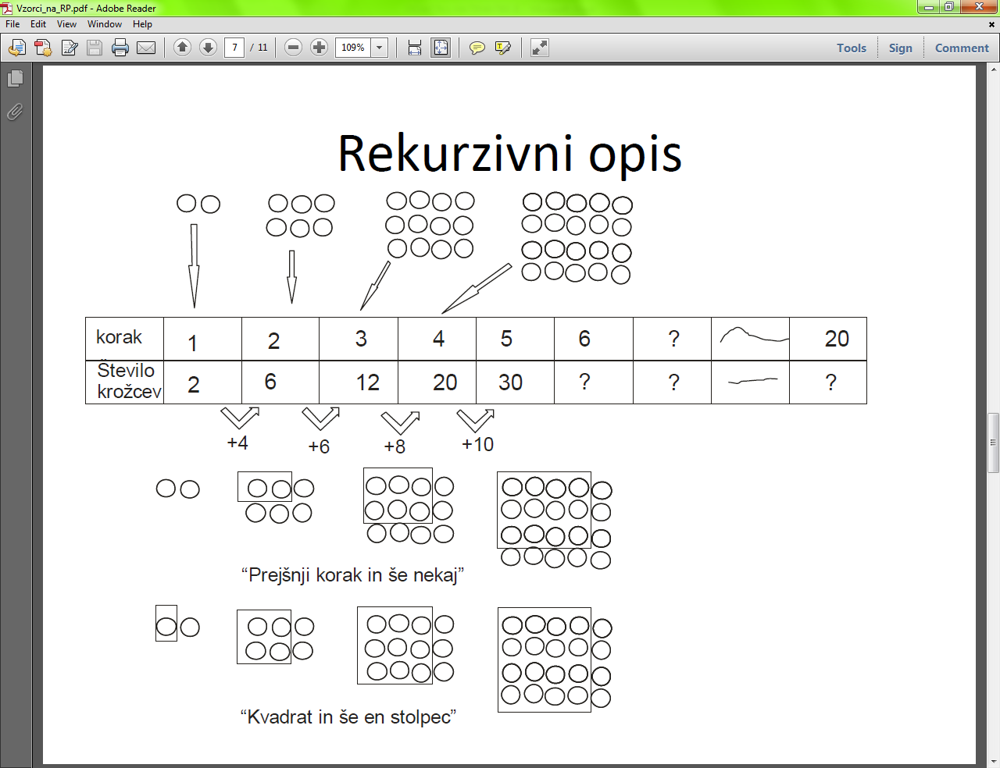 Vzorci_na_RP.pdf - Adobe Reader
File Edit View Window Help
7 / 11 109% Tools Sign Comment
Rekurzivni opis
korak 1 2 3 4 5 6 ? 20
Število
krožcev 2 6 12 20 30 ? ? ?
+4 +6 +8 +10
“Prejšnji korak in še nekaj”
“Kvadrat in še en stolpec”